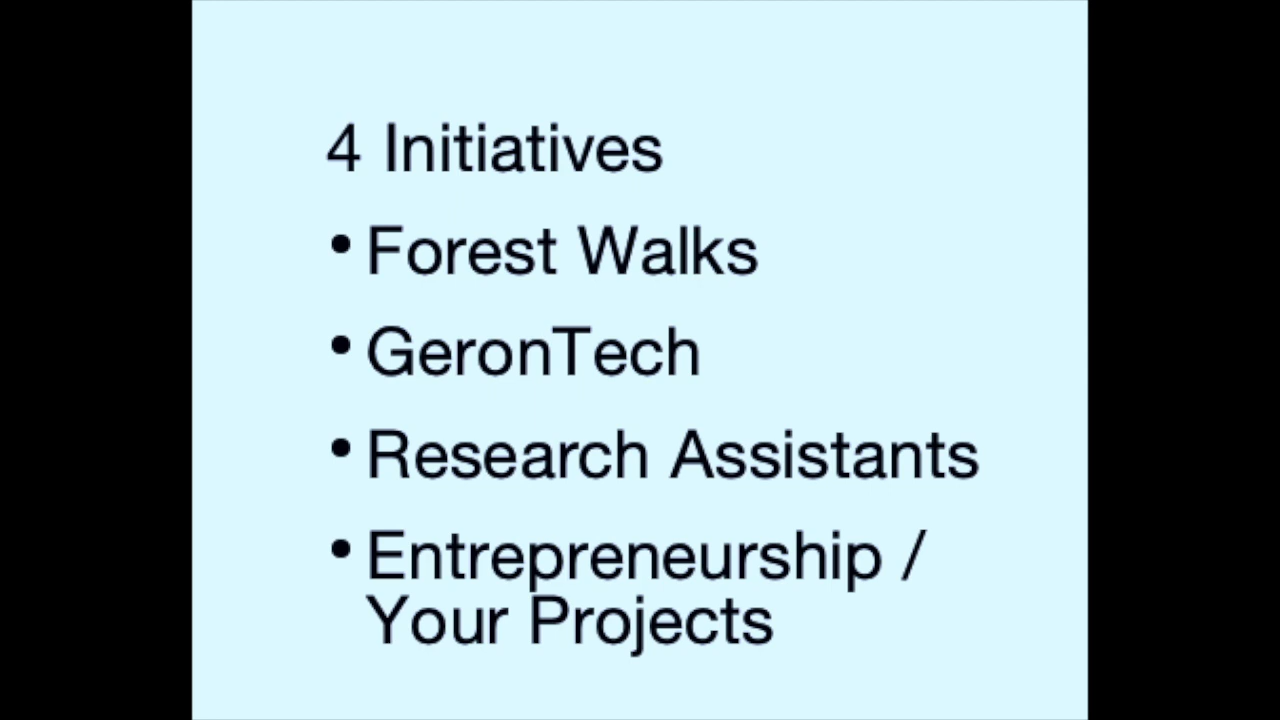 4 Initiatives
• Forest Walks
• GeronTech
• Research Assistants
• Entrepreneurship /
Your Projects